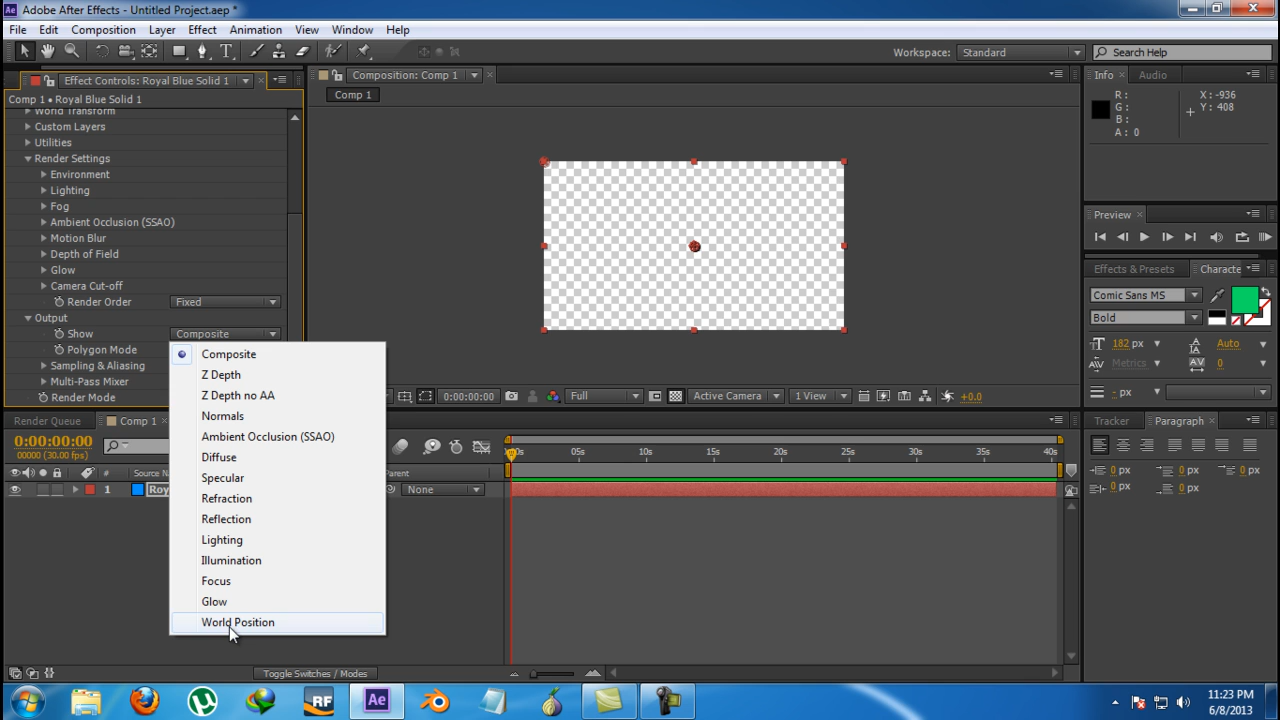 Adobe After Effects - Untitled Project.aep *
File Edit Composition Layer Effect Animation View Window Help
Workspace: Standard Search Help
Effect Controls: Royal Blue Solid 1
Comp 1 • Royal Blue Solid 1
World Transform
Custom Layers
Utilities
Render Settings
Environment
Lighting
Fog
Ambient Occlusion (SSAO)
Motion Blur
Depth of Field
Glow
Camera Cut-off
Render Order Fixed
Output
Show Composite
Polygon Mode
Sampling & Aliasing
Multi-Pass Mixer
Render Mode
Composite
Z Depth
Z Depth no AA
Normals
Ambient Occlusion (SSAO)
Diffuse
Specular
Refraction
Reflection
Lighting
Illumination
Focus
Glow
World Position
Composition: Comp 1
Comp 1
0:00:00:00 Full Active Camera 1 View +0.0
Info Audio
R : X : -936
G : Y : 408
B :
A : 0
Preview
Effects & Presets Characte
Comic Sans MS
Bold
182 px Auto
Metrics 0
- px
Render Queue Comp 1
0:00:00:00
00000 (30.00 fps)
# Source N Parent
1 Roy None
05s 10s 15s 20s 25s 30s 35s 40s
Toggle Switches / Modes
Tracker Paragraph
0 px 0 px 0 px
0 px 0 px
RF Ae
11:23 PM
6/8/2013